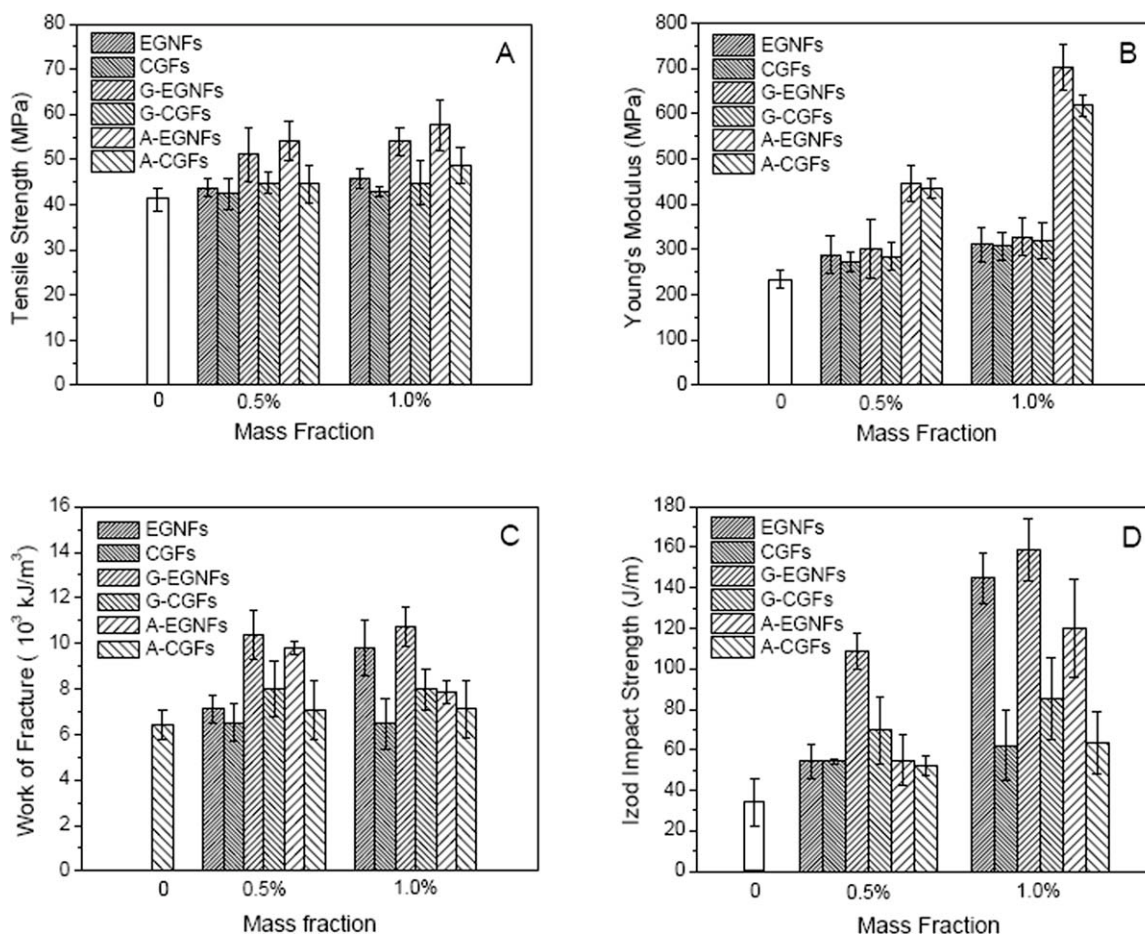 A
80
70
60
50
40
30
20
10
0
Tensile Strength (MPa)
EGNFs
CGFs
G-EGNFs
G-CGFs
A-EGNFs
A-CGFs
0 0.5% 1.0%
Mass Fraction
B
800
700
600
500
400
300
200
100
0
Young's Modulus (MPa)
EGNFs
CGFs
G-EGNFs
G-CGFs
A-EGNFs
A-CGFs
0 0.5% 1.0%
Mass Fraction
C
16
14
12
10
8
6
4
2
0
Work of Fracture ( 10³ kJ/m³)
EGNFs
CGFs
G-EGNFs
G-CGFs
A-EGNFs
A-CGFs
0 0.5% 1.0%
Mass fraction
D
180
160
140
120
100
80
60
40
20
0
Izod Impact Strength (J/m)
EGNFs
CGFs
G-EGNFs
G-CGFs
A-EGNFs
A-CGFs
0 0.5% 1.0%
Mass Fraction